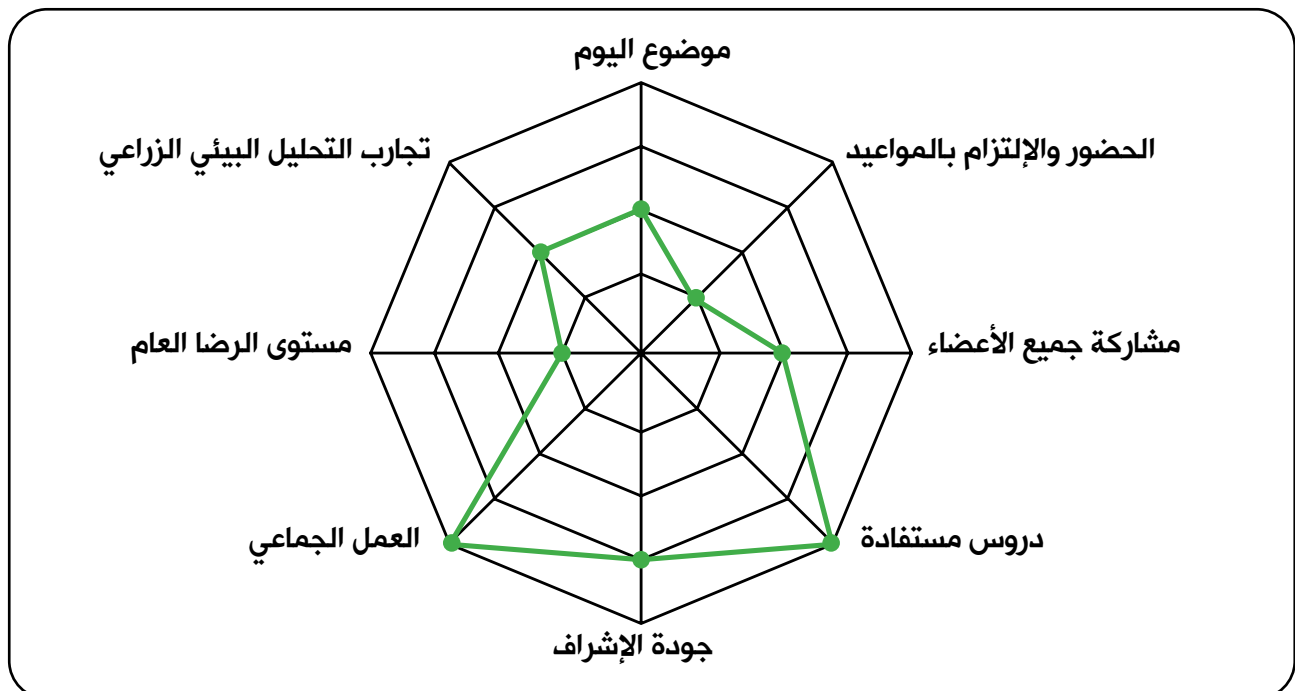 موضوع اليوم
الحضور والإلتزام بالمواعيد
تجارب التحليل البيئي الزراعي
مشاركة جميع الأعضاء
مستوى الرضا العام
دروس مستفادة
العمل الجماعي
جودة الإشراف